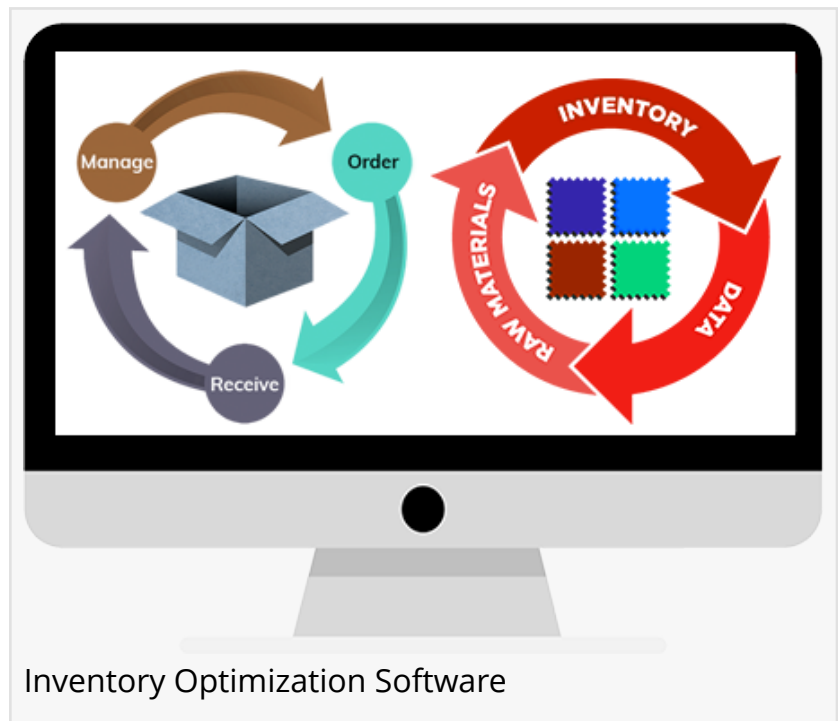 Manage
Order
Receive
INVENTORY
DATA
RAW MATERIALS
Inventory Optimization Software